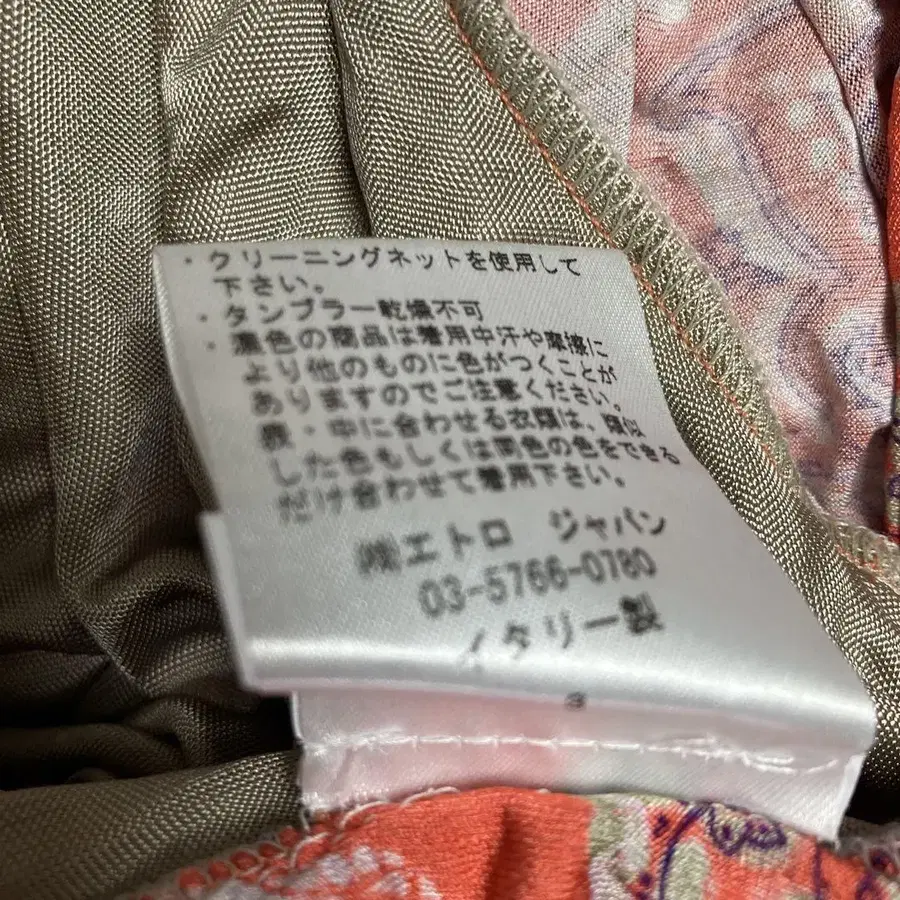 ・クリーニングネットを使用して
下さい。
・タンブラー乾燥不可
・濃色の商品は着用中汗や摩擦に
より他のものに色がつくことが
ありますのでご注意ください。
表・中に合わせる衣類は、類似
した色もしくは同色の色をできる
だけ合わせて着用下さい。
㈱エトロ ジャパン
03-5766-0780
イタリー製
3